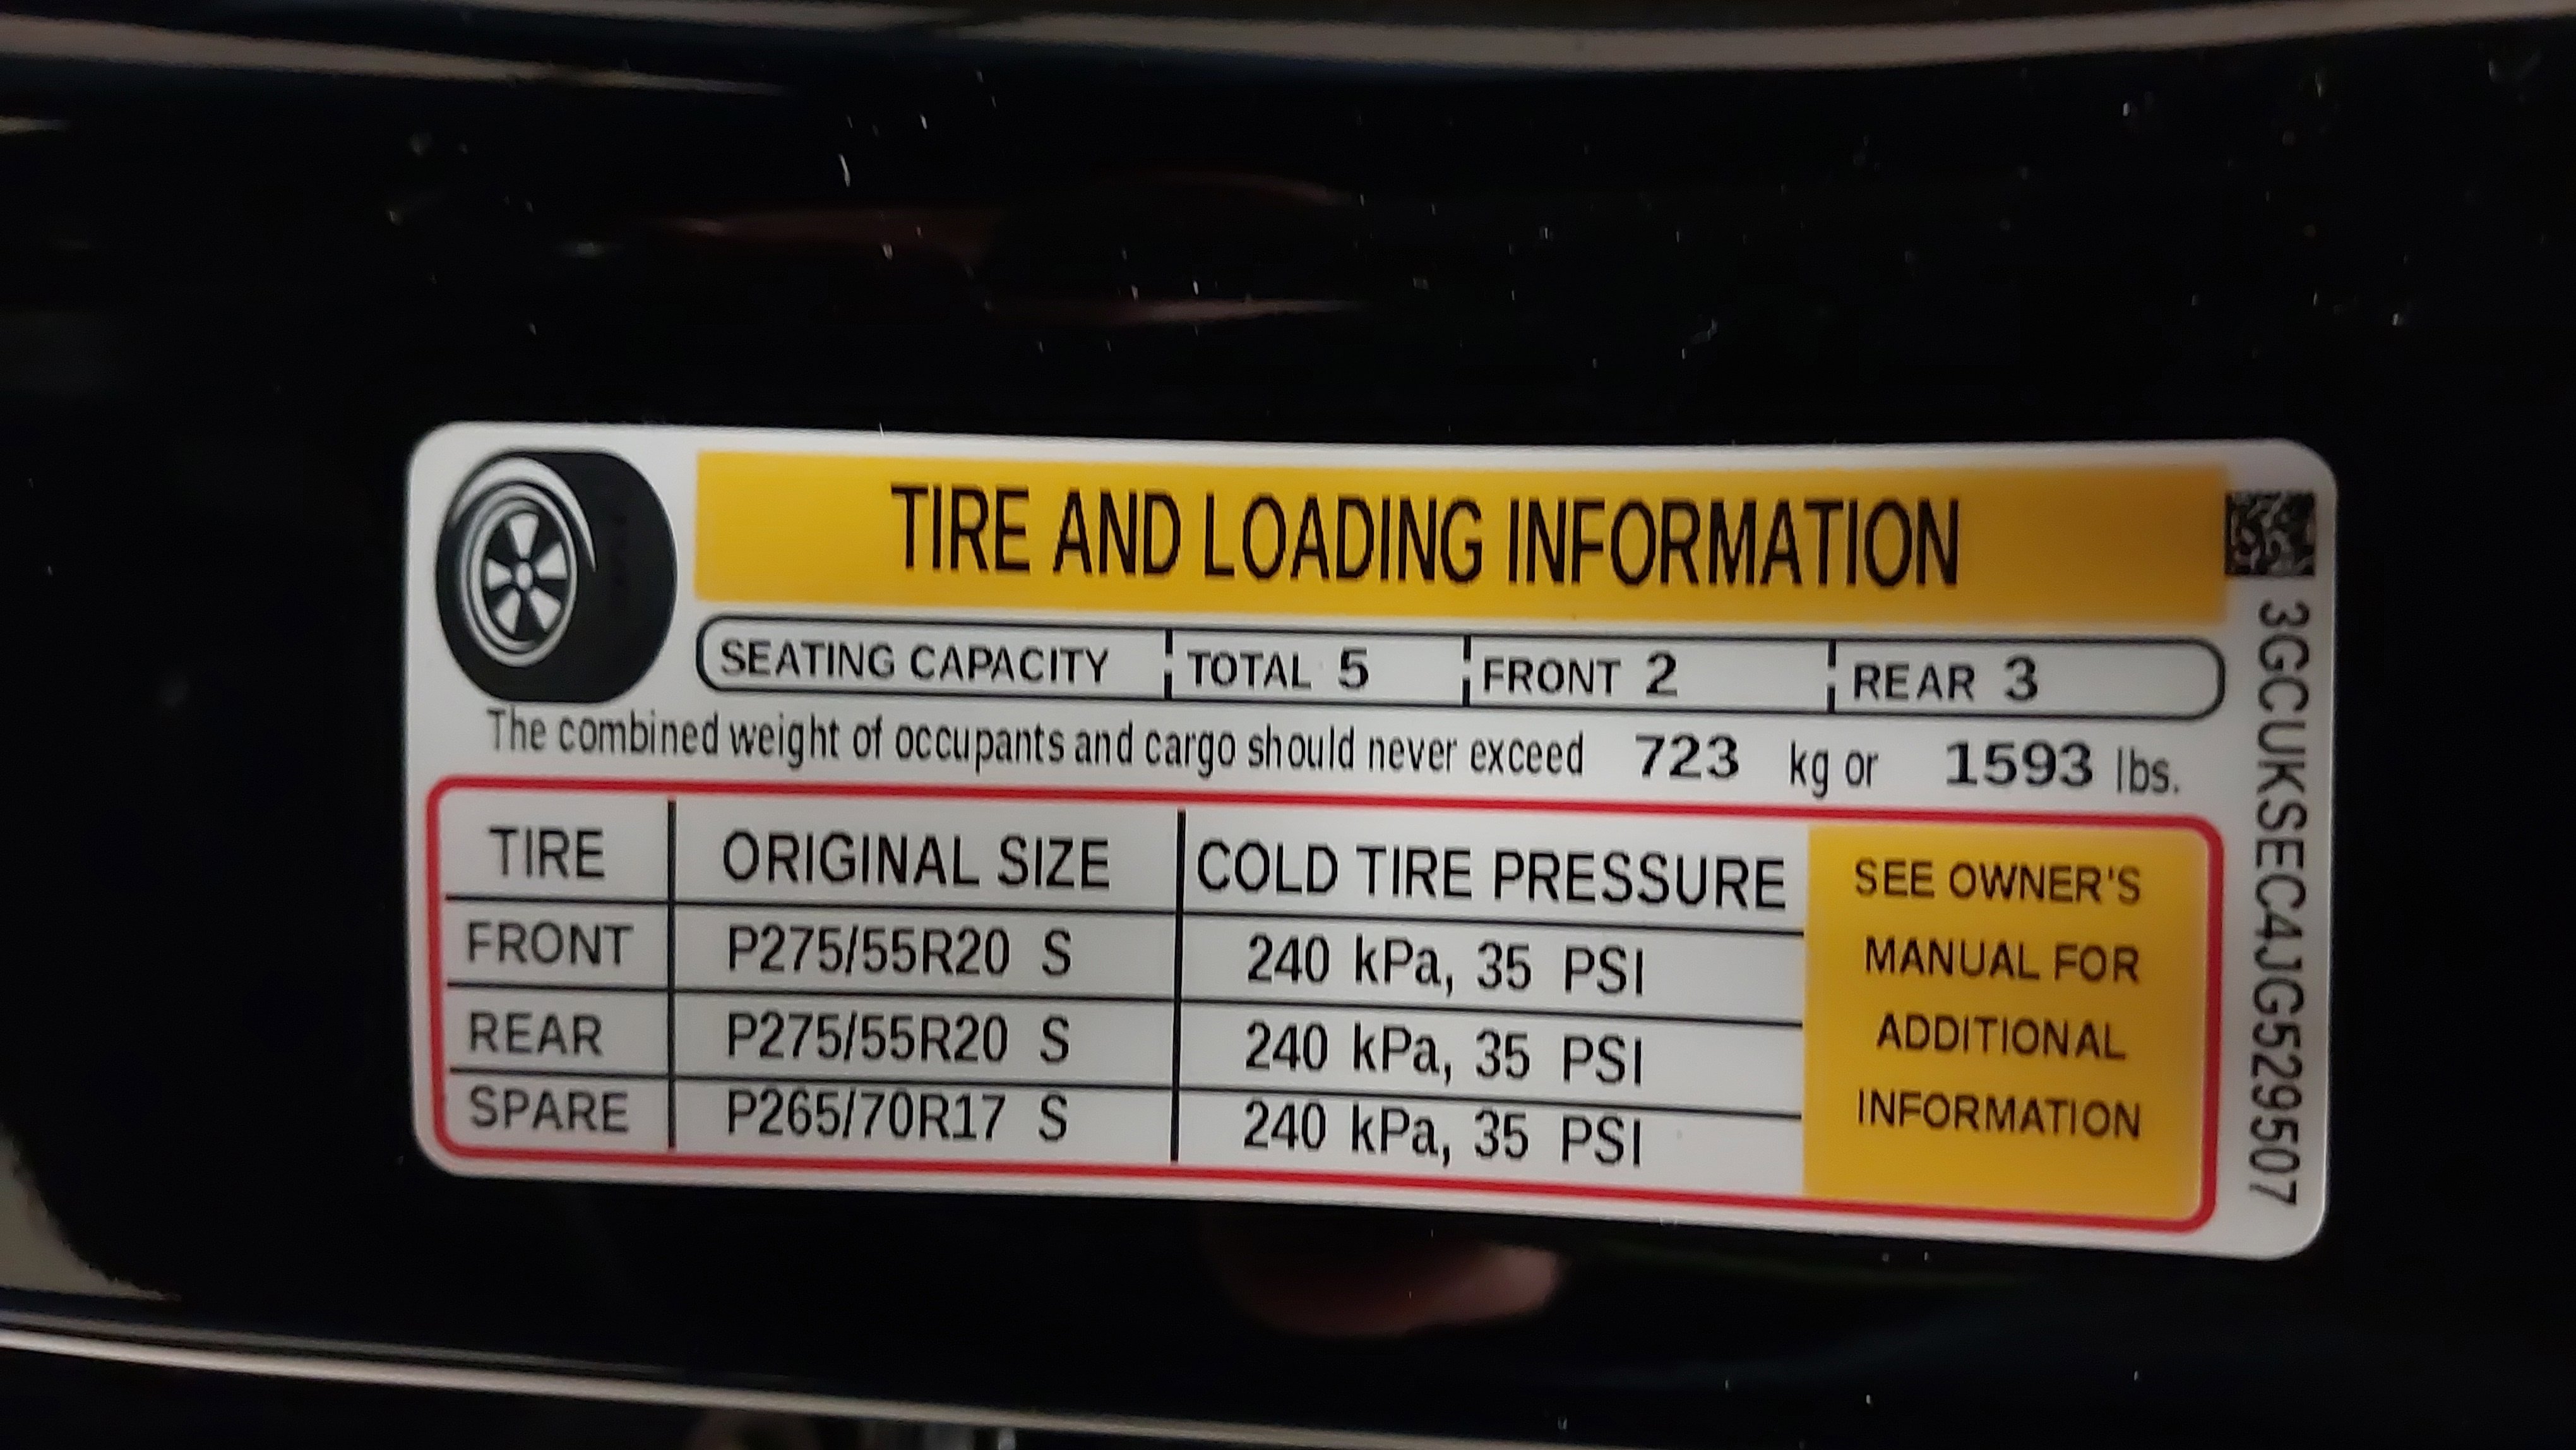 TIRE AND LOADING INFORMATION
SEATING CAPACITY TOTAL 5 FRONT 2 REAR 3
The combined weight of occupants and cargo should never exceed 723 kg or 1593 lbs.
TIRE ORIGINAL SIZE COLD TIRE PRESSURE
FRONT P275/55R20 S 240 kPa, 35 PSI
REAR P275/55R20 S 240 kPa, 35 PSI
SPARE P265/70R17 S 240 kPa, 35 PSI
SEE OWNER'S
MANUAL FOR
ADDITIONAL
INFORMATION
3GCUKSEC4JG529507